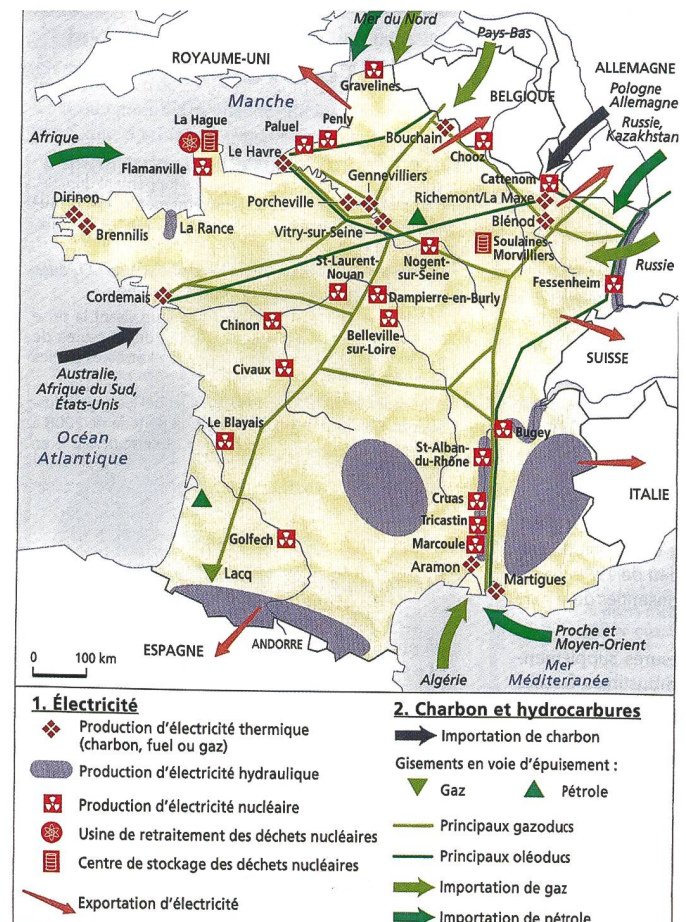 Mer du Nord
Pays-Bas
ROYAUME-UNI
ALLEMAGNE
Gravelines
Pologne
Allemagne
BELGIQUE
Manche
Russie,
Kazakhstan
La Hague
Penly
Paluel
Bouchain
Afrique
Le Havre
Chooz
Flamanville
Cattenom
Gennevilliers
Richemont/La Maxe
Dirinon
Porcheville
Blénod
Brennilis
La Rance
Vitry-sur-Seine
Soulaines-
Morvilliers
St-Laurent-
Nouan
Nogent-
sur-Seine
Russie
Fessenheim
Cordemais
Dampierre-en-Burly
Chinon
Belleville-
sur-Loire
SUISSE
Civaux
Australie,
Afrique du Sud,
États-Unis
Le Blayais
Bugey
Océan
Atlantique
St-Alban-
du-Rhône
ITALIE
Cruas
Tricastin
Golfech
Marcoule
Aramon
Lacq
Martigues
ESPAGNE
ANDORRE
Proche et
Moyen-Orient
0 100 km
Algérie
Mer
Méditerranée
1. Électricité
Production d'électricité thermique
(charbon, fuel ou gaz)
Production d'électricité hydraulique
Production d'électricité nucléaire
Usine de retraitement des déchets nucléaires
Centre de stockage des déchets nucléaires
Exportation d'électricité
2. Charbon et hydrocarbures
Importation de charbon
Gisements en voie d'épuisement :
Gaz Pétrole
Principaux gazoducs
Principaux oléoducs
Importation de gaz
Importation de pétrole